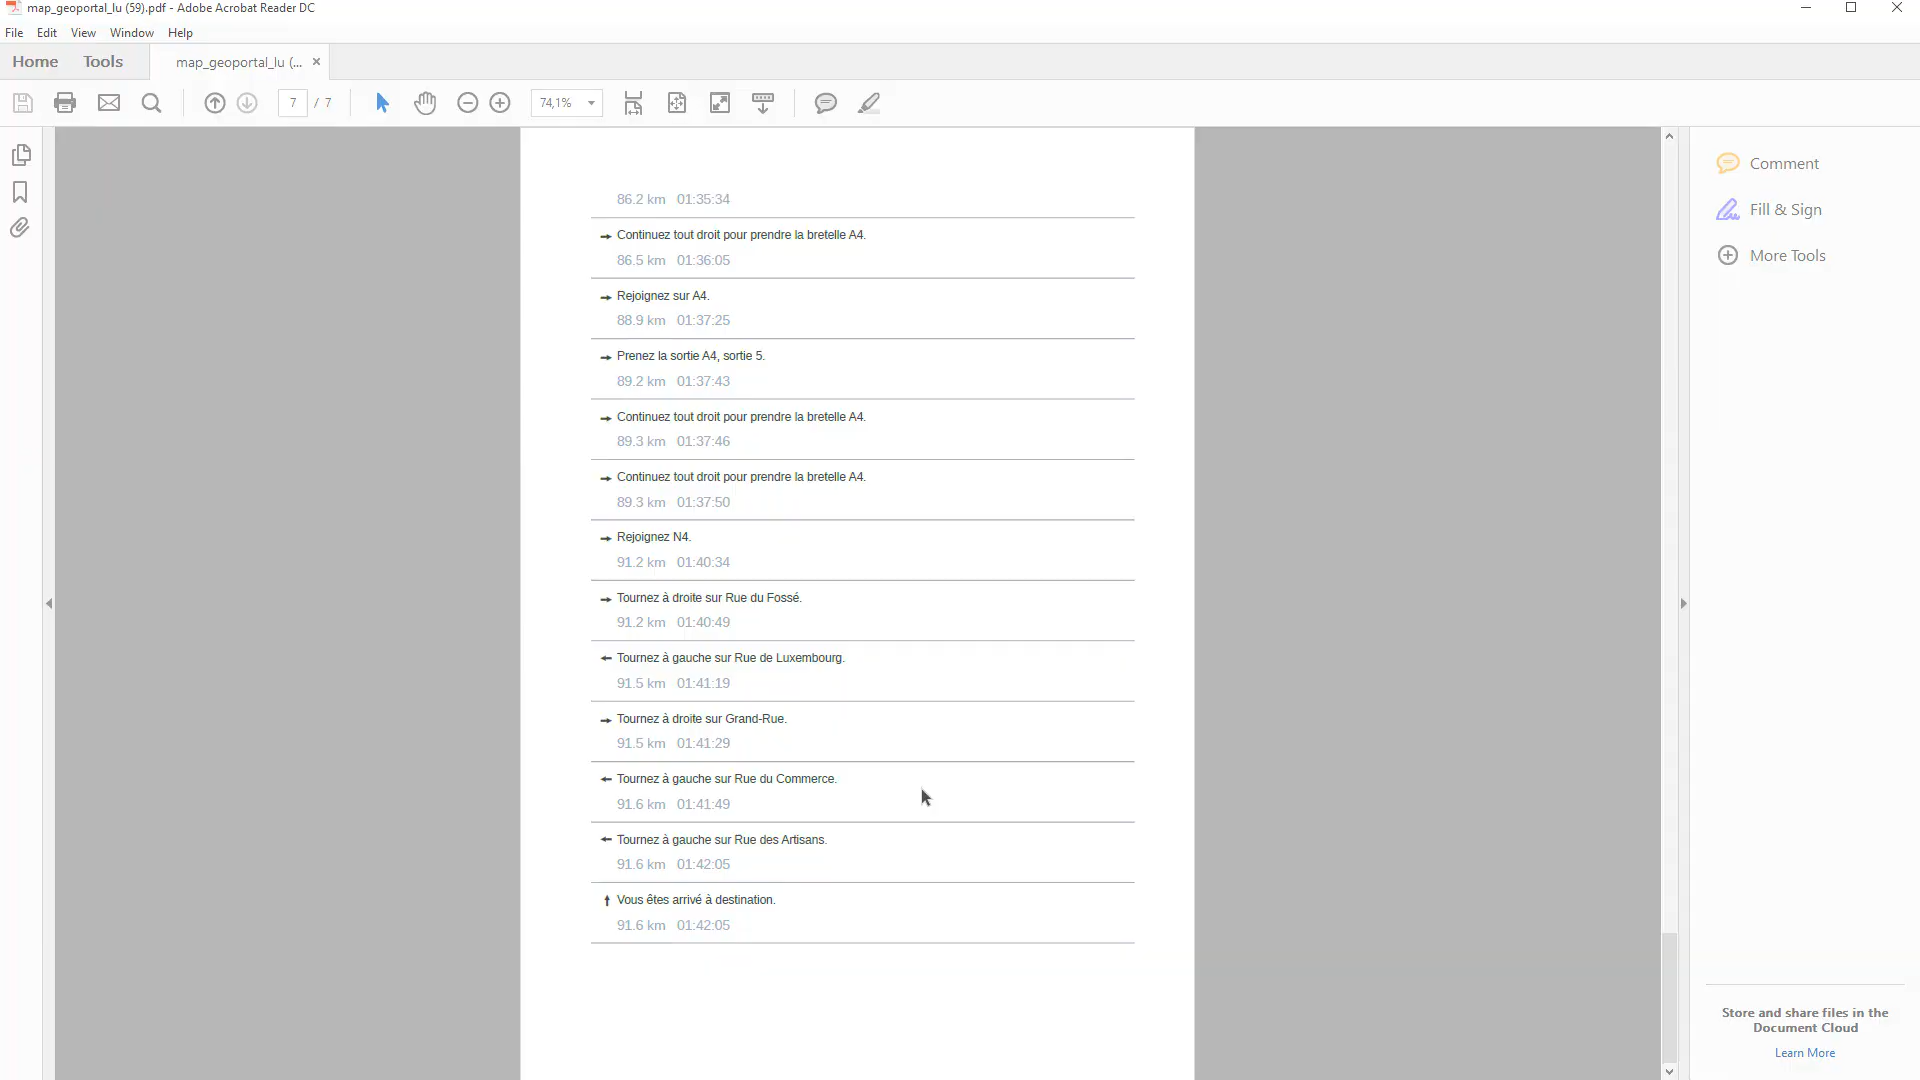 map_geoportal_lu (59).pdf - Adobe Acrobat Reader DC
File Edit View Window Help
Home Tools map_geoportal_lu (...
7 / 7 74,1%
86.2 km 01:35:34
Continuez tout droit pour prendre la bretelle A4.
86.5 km 01:36:05
Rejoignez sur A4.
88.9 km 01:37:25
Prenez la sortie A4, sortie 5.
89.2 km 01:37:43
Continuez tout droit pour prendre la bretelle A4.
89.3 km 01:37:46
Continuez tout droit pour prendre la bretelle A4.
89.3 km 01:37:50
Rejoignez N4.
91.2 km 01:40:34
Tournez à droite sur Rue du Fossé.
91.2 km 01:40:49
Tournez à gauche sur Rue de Luxembourg.
91.5 km 01:41:19
Tournez à droite sur Grand-Rue.
91.5 km 01:41:29
Tournez à gauche sur Rue du Commerce.
91.6 km 01:41:49
Tournez à gauche sur Rue des Artisans.
91.6 km 01:42:05
Vous êtes arrivé à destination.
91.6 km 01:42:05
Comment
Fill & Sign
More Tools
Store and share files in the
Document Cloud
Learn More